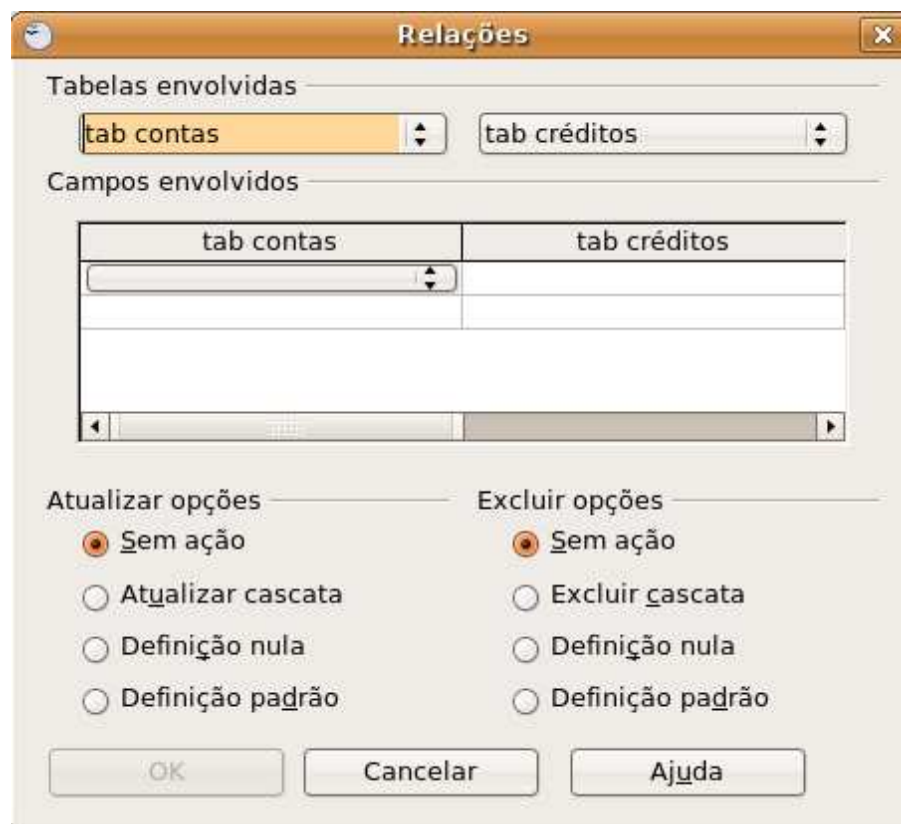 Relações
Tabelas envolvidas
tab contas tab créditos
Campos envolvidos
tab contas tab créditos
Atualizar opções Excluir opções
Sem ação Sem ação
Atualizar cascata Excluir cascata
Definição nula Definição nula
Definição padrão Definição padrão
OK Cancelar Ajuda